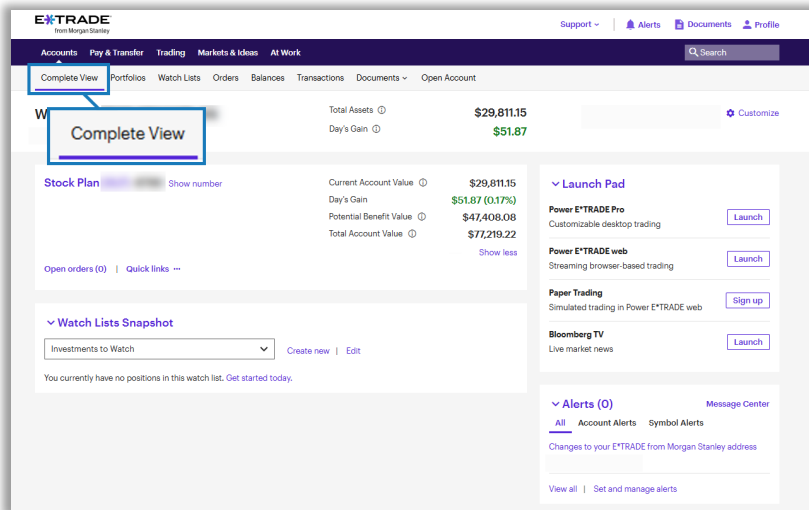 E*TRADE
from Morgan Stanley
Support
Alerts
Documents
Profile
Accounts Pay & Transfer Trading Markets & Ideas At Work
Search
Complete View Portfolios Watch Lists Orders Balances Transactions Documents Open Account
Complete View
Total Assets $29,811.15
Day's Gain $51.87
Customize
Stock Plan Show number
Current Account Value $29,811.15
Day's Gain $51.87 (0.17%)
Potential Benefit Value $47,408.08
Total Account Value $77,219.22
Show less
Open orders (0) | Quick links
Watch Lists Snapshot
Investments to Watch
Create new | Edit
You currently have no positions in this watch list. Get started today.
Launch Pad
Power E*TRADE Pro
Customizable desktop trading
Launch
Power E*TRADE web
Streaming browser-based trading
Launch
Paper Trading
Simulated trading in Power E*TRADE web
Sign up
Bloomberg TV
Live market news
Launch
Alerts (0)
Message Center
All Account Alerts Symbol Alerts
Changes to your E*TRADE from Morgan Stanley address
View all | Set and manage alerts